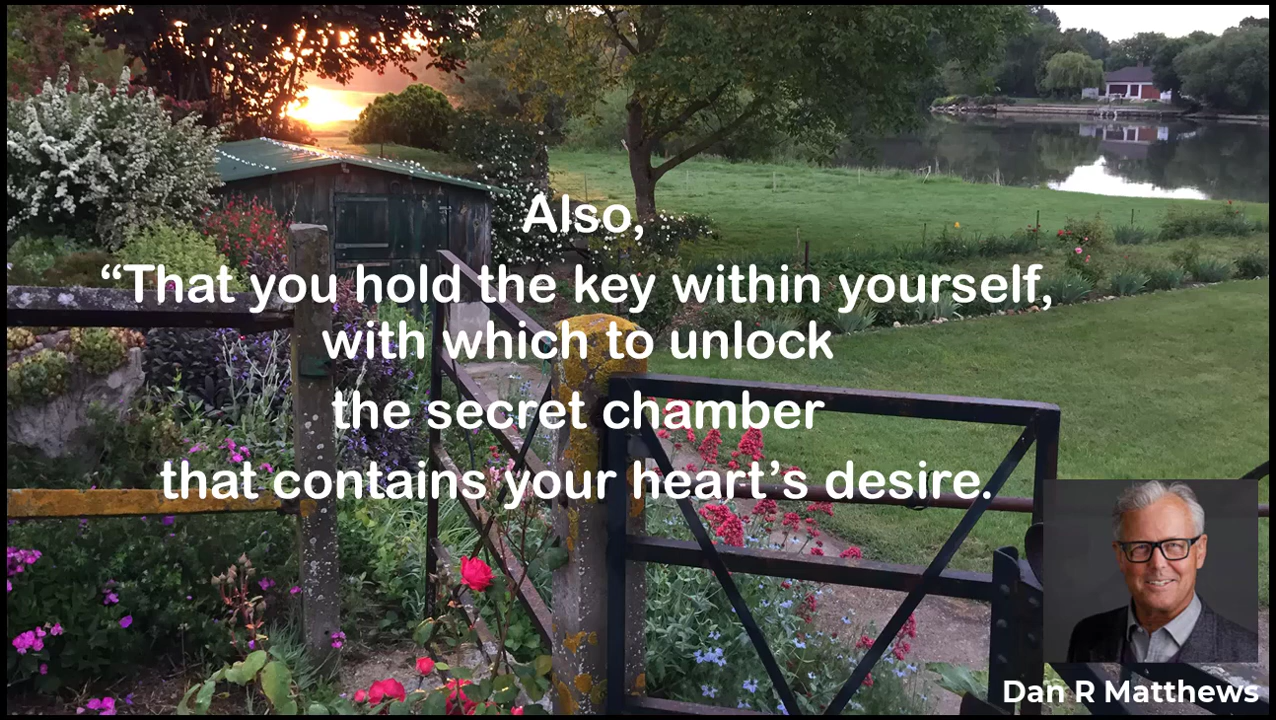 Also,
“That you hold the key within yourself,
with which to unlock
the secret chamber
that contains your heart’s desire.
Dan R Matthews